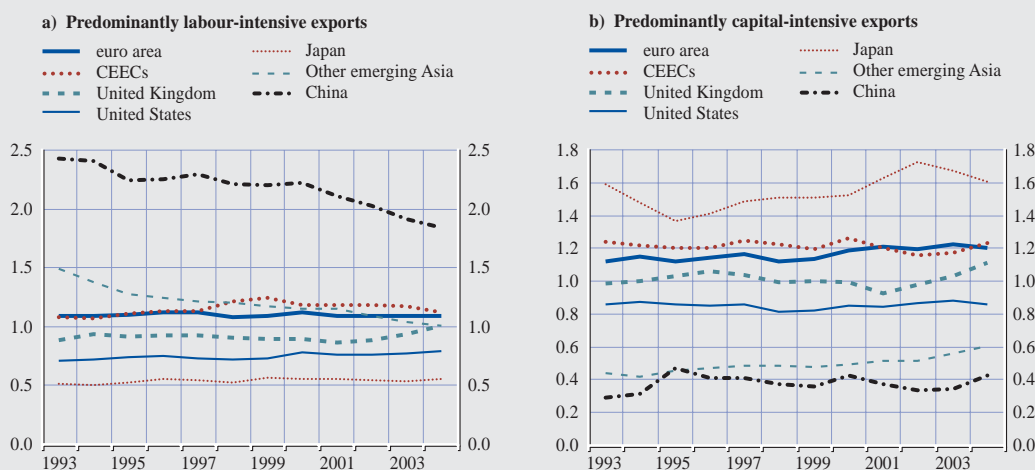 a) Predominantly labour-intensive exports
euro area
CEECs
United Kingdom
United States
Japan
Other emerging Asia
China
2.5
2.0
1.5
1.0
0.5
0.0
2.5
2.0
1.5
1.0
0.5
0.0
1993 1995 1997 1999 2001 2003
b) Predominantly capital-intensive exports
euro area
CEECs
United Kingdom
United States
Japan
Other emerging Asia
China
1.8
1.6
1.4
1.2
1.0
0.8
0.6
0.4
0.2
0.0
1.8
1.6
1.4
1.2
1.0
0.8
0.6
0.4
0.2
0.0
1993 1995 1997 1999 2001 2003